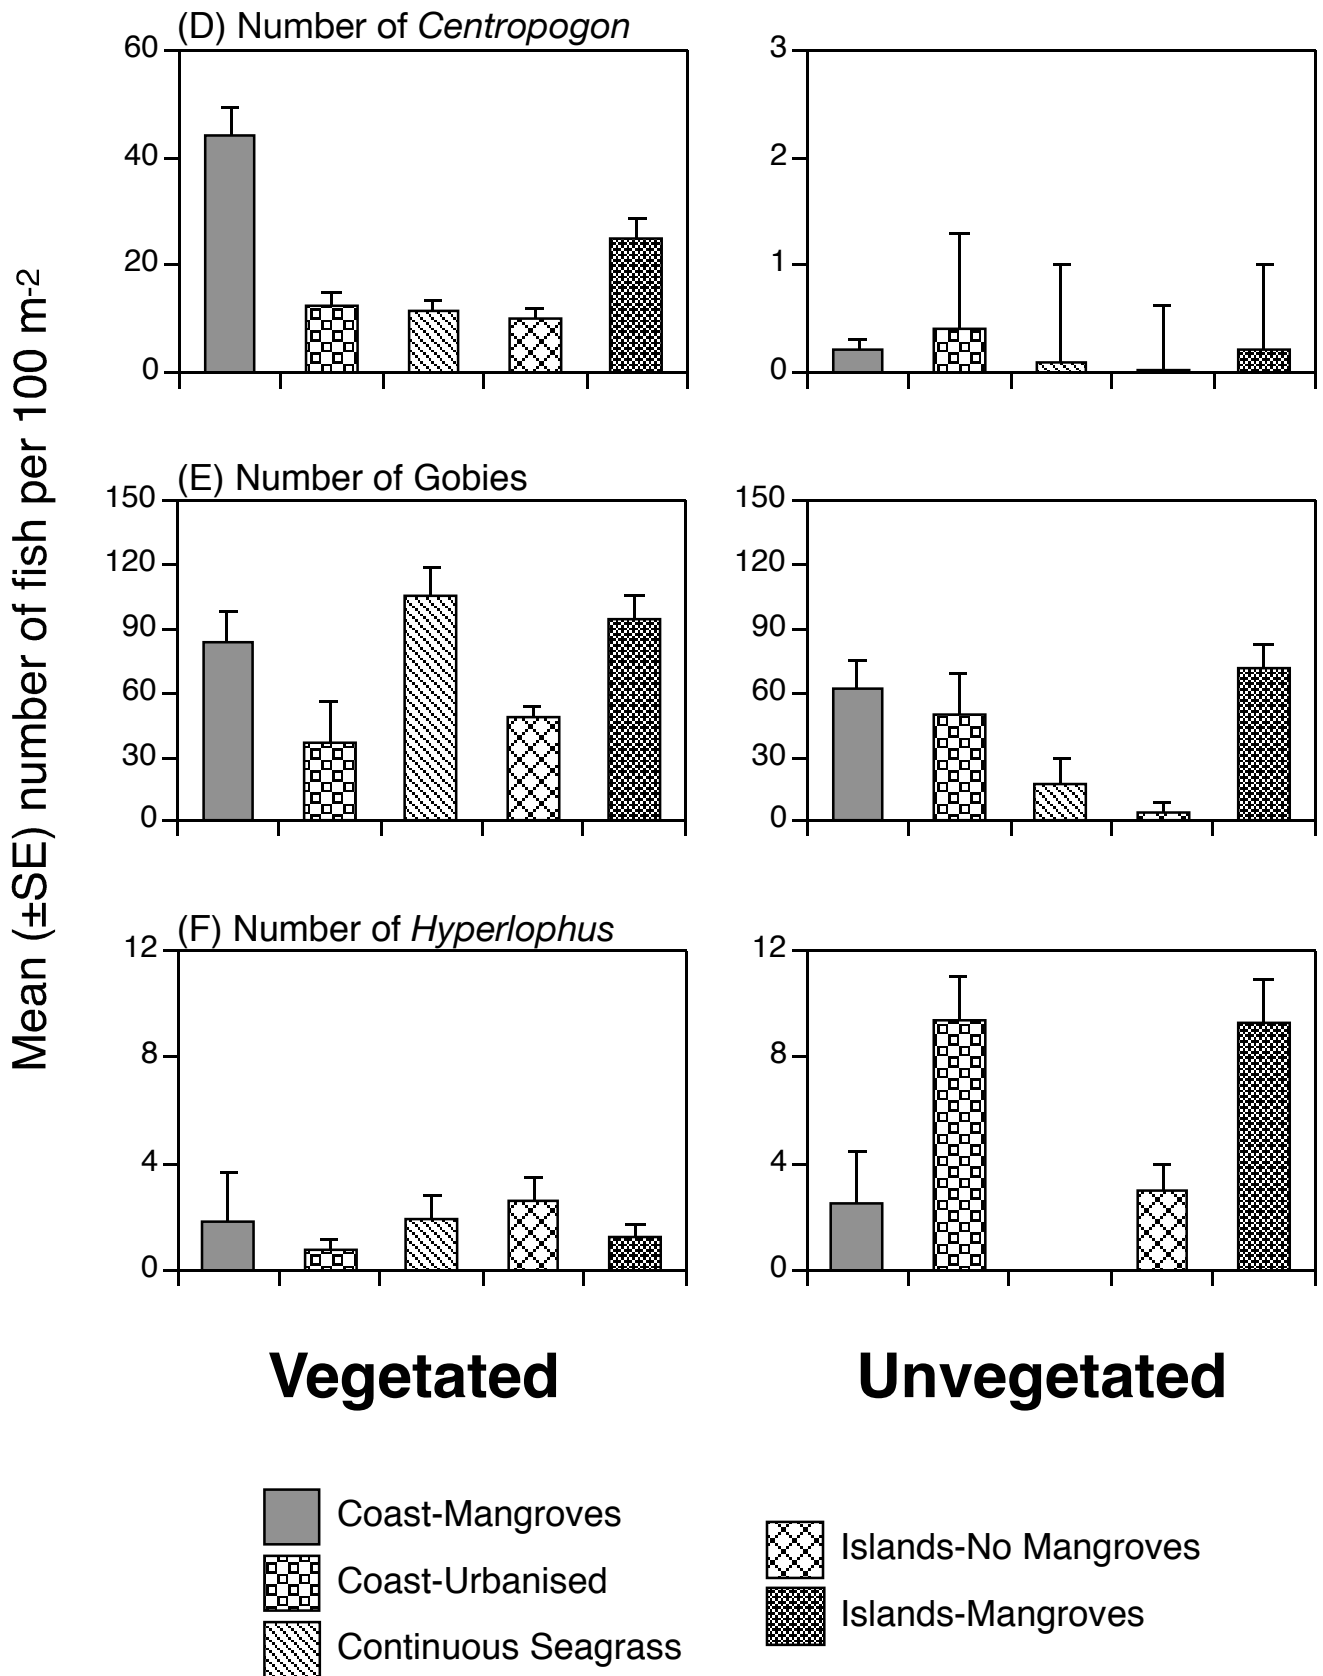 (D) Number of Centropogon
60
40
20
0
3
2
1
0
Mean (±SE) number of fish per 100 m-2
(E) Number of Gobies
150
120
90
60
30
0
150
120
90
60
30
0
(F) Number of Hyperlophus
12
8
4
0
12
8
4
0
Vegetated
Unvegetated
Coast-Mangroves
Coast-Urbanised
Continuous Seagrass
Islands-No Mangroves
Islands-Mangroves